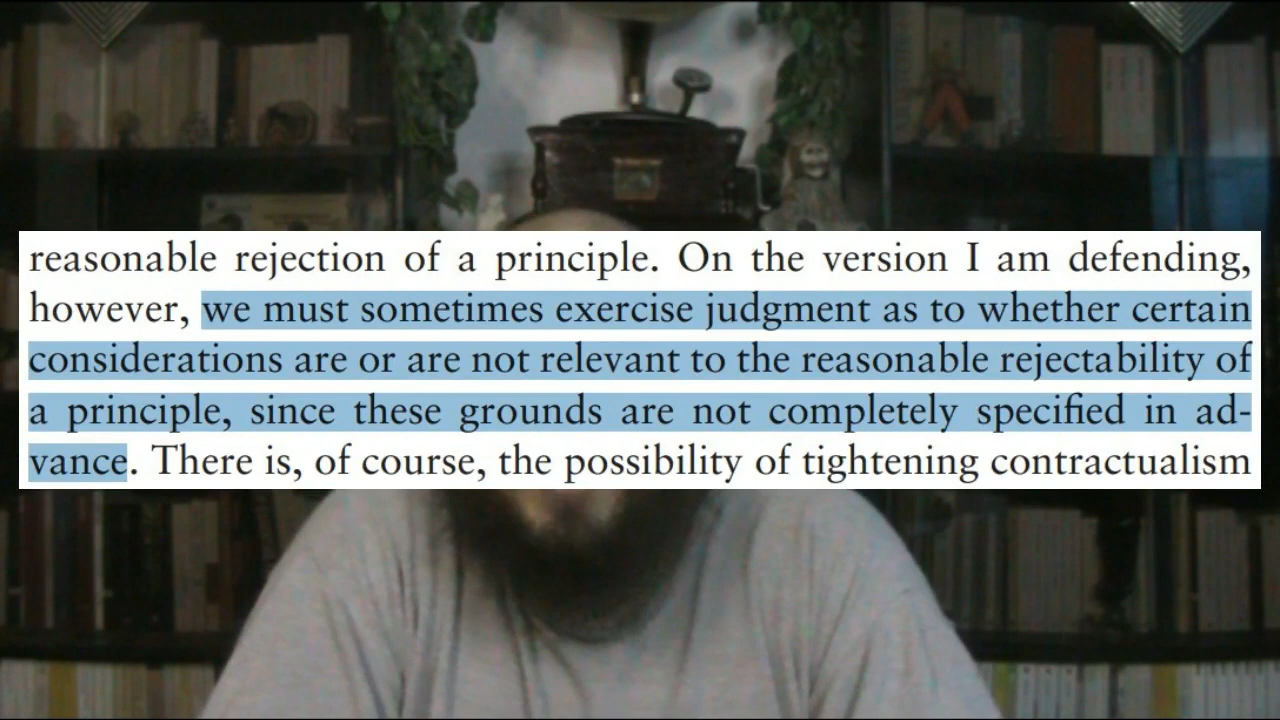 reasonable rejection of a principle. On the version I am defending,
however, we must sometimes exercise judgment as to whether certain
considerations are or are not relevant to the reasonable rejectability of
a principle, since these grounds are not completely specified in ad-
vance. There is, of course, the possibility of tightening contractualism